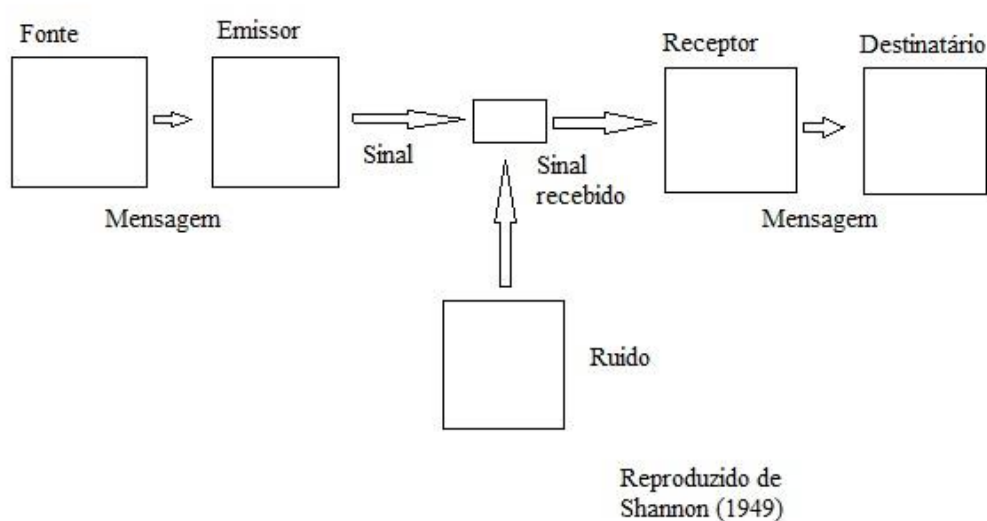 Fonte
Emissor
Receptor
Destinatário
Sinal
Sinal
recebido
Mensagem
Mensagem
Ruido
Reproduzido de
Shannon (1949)